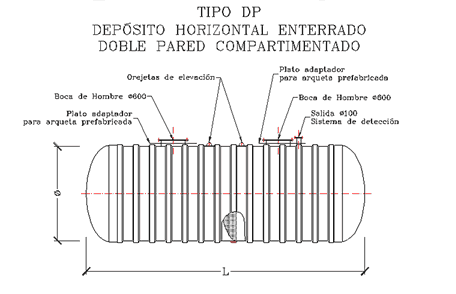 TIPO DP
DEPÓSITO HORIZONTAL ENTERRADO
DOBLE PARED COMPARTIMENTADO
Plato adaptador
para arqueta prefabricada
Orejetas de elevación
Boca de Hombre ø600
Boca de Hombre ø600
Plato adaptador
para arqueta prefabricada
Salida ø100
Sistema de detección
ø
L